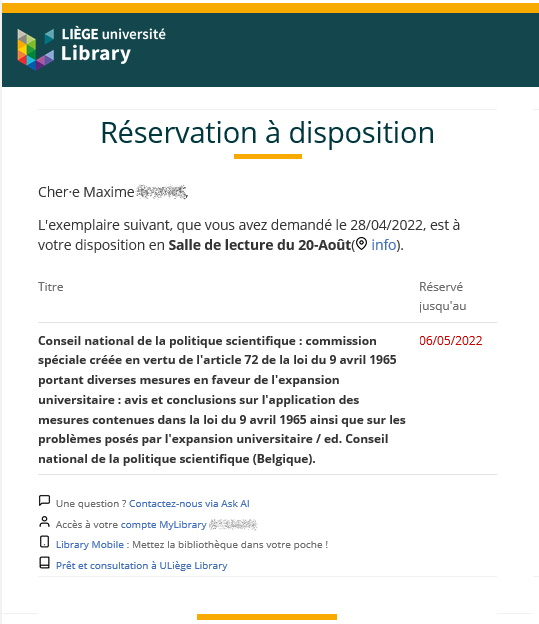 LIÈGE université
Library
Réservation à disposition
Cher·e Maxime
L'exemplaire suivant, que vous avez demandé le 28/04/2022, est à
votre disposition en Salle de lecture du 20-Août( info).
Titre
Réservé
jusqu'au
Conseil national de la politique scientifique : commission
spéciale créée en vertu de l'article 72 de la loi du 9 avril 1965
portant diverses mesures en faveur de l'expansion
universitaire : avis et conclusions sur l'application des
mesures contenues dans la loi du 9 avril 1965 ainsi que sur les
problèmes posés par l'expansion universitaire / ed. Conseil
national de la politique scientifique (Belgique).
06/05/2022
Une question ? Contactez-nous via Ask AI
Accès à votre compte MyLibrary
Library Mobile : Mettez la bibliothèque dans votre poche !
Prêt et consultation à ULiège Library